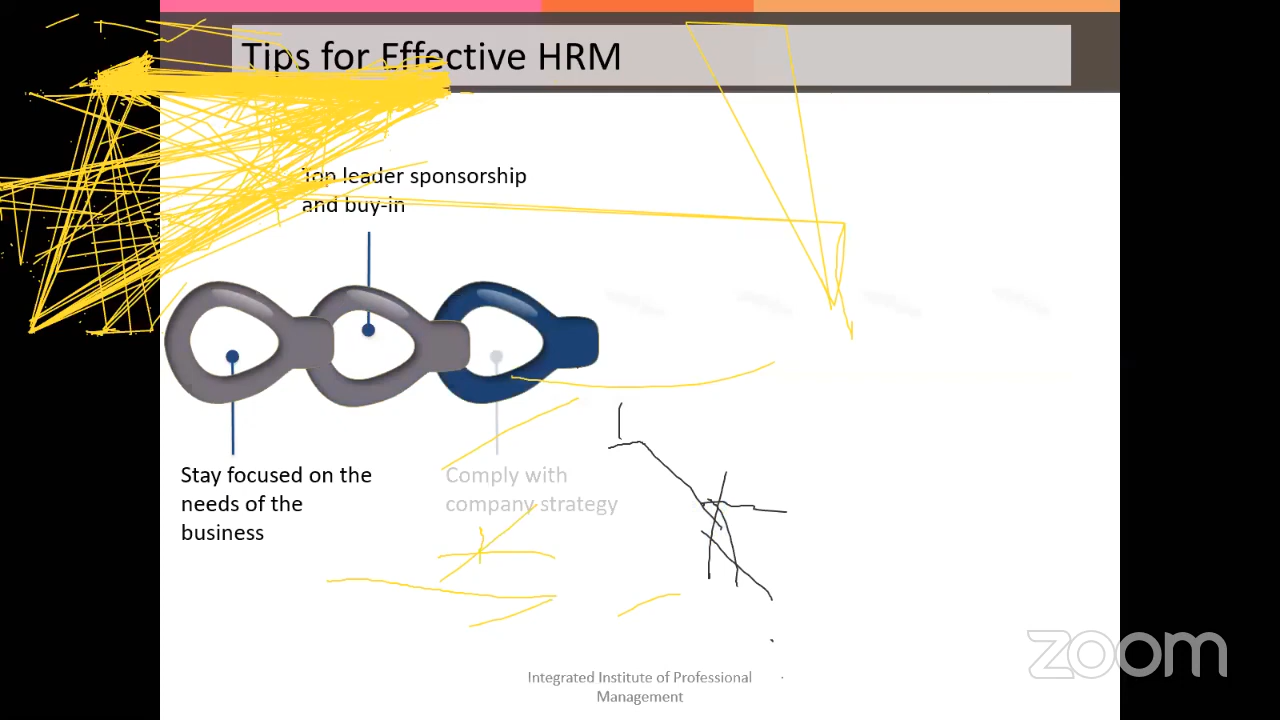 Tips for Effective HRM
Top leader sponsorship
and buy-in
Stay focused on the
needs of the
business
Comply with
company strategy
Integrated Institute of Professional
Management
zoom